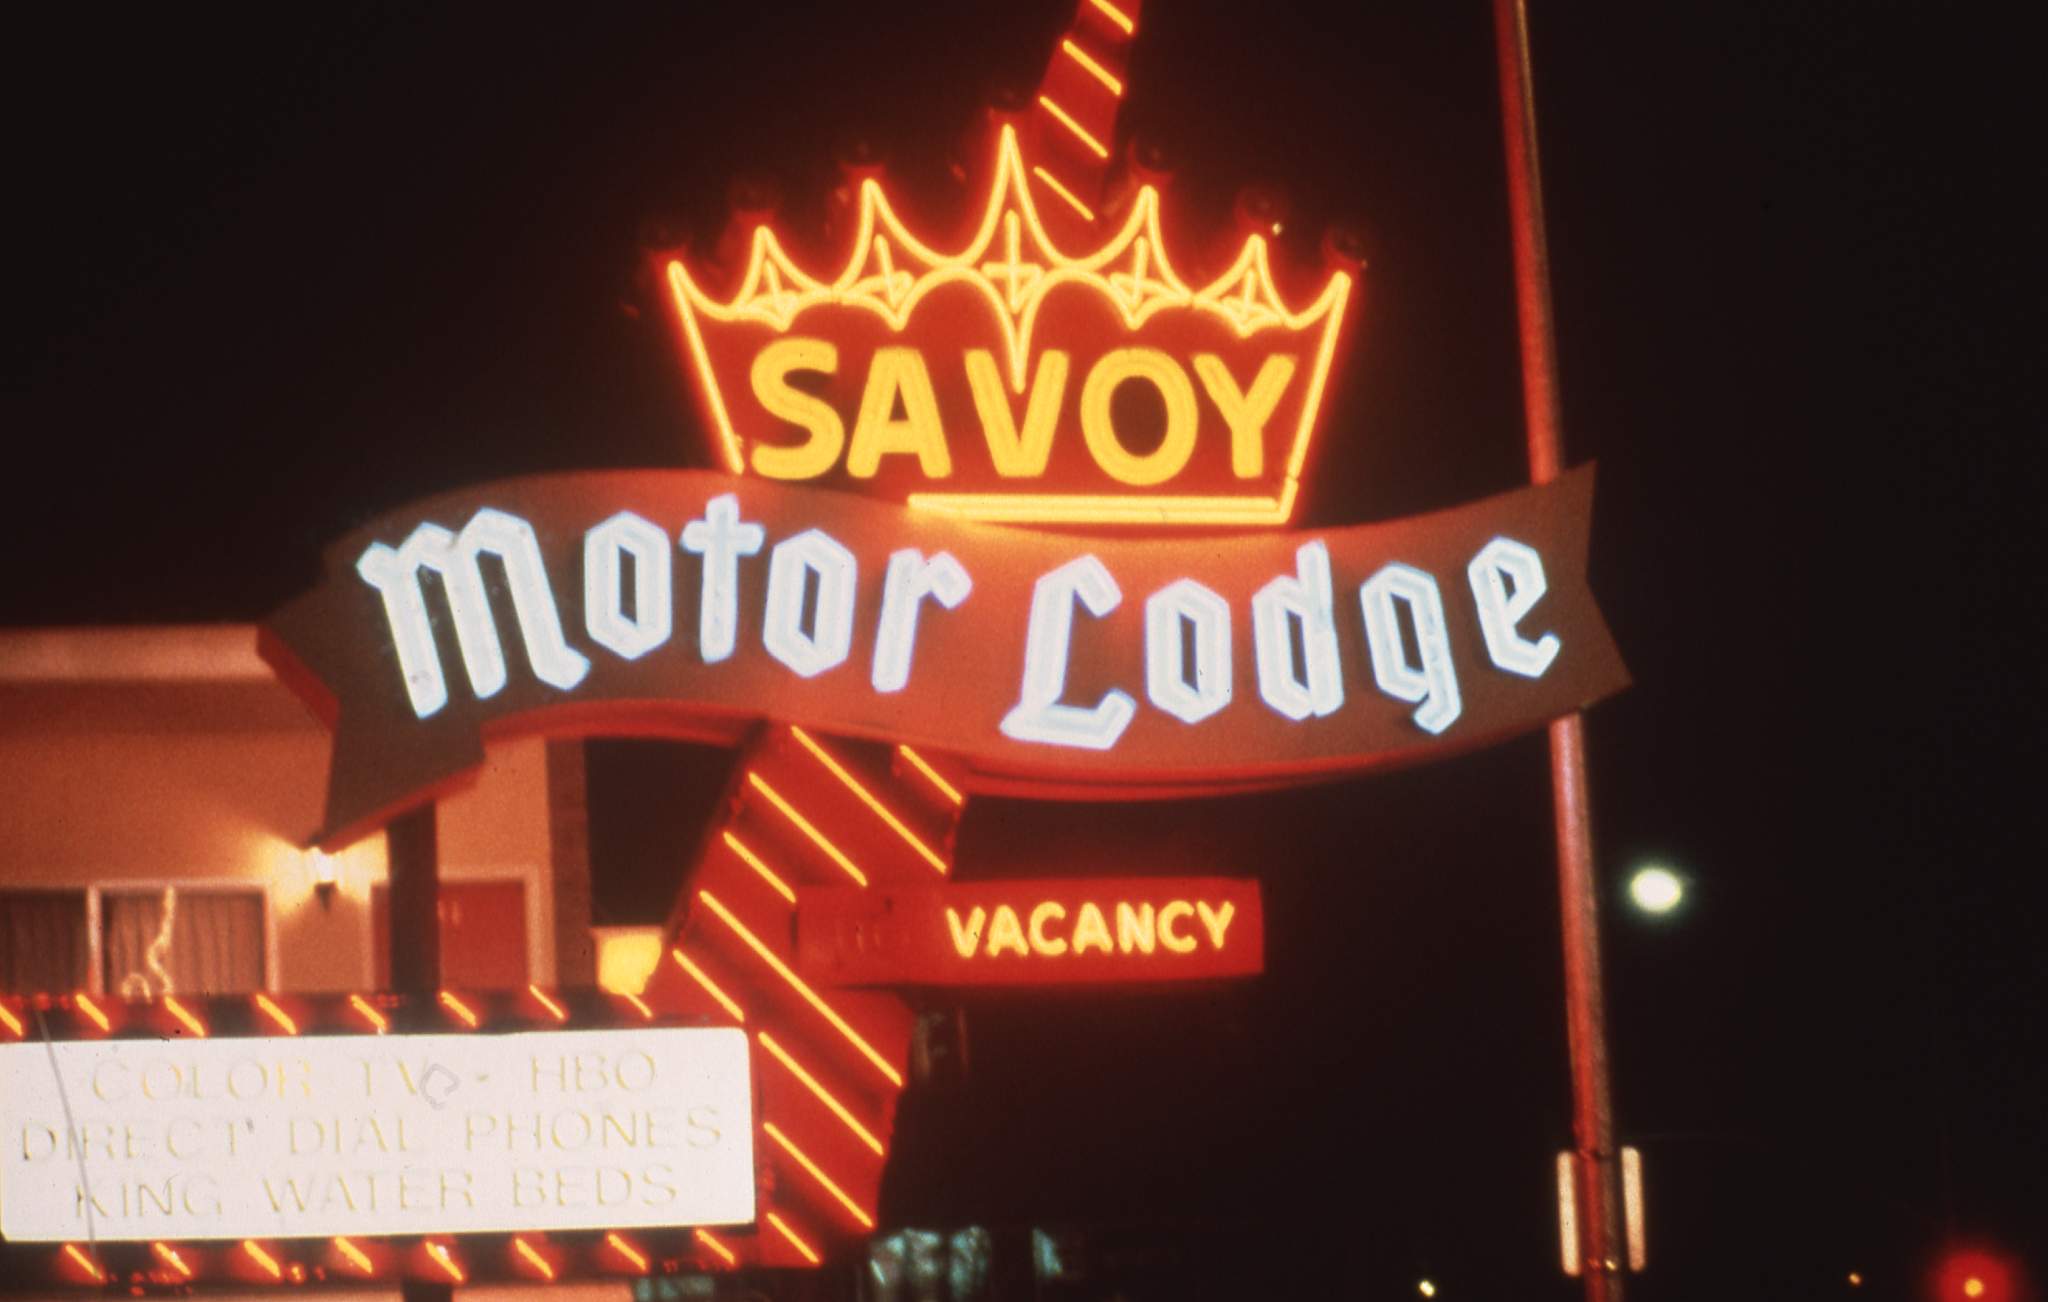 SAVOY
Motor Lodge
VACANCY
COLOR TV - HBO
DIRECT DIAL PHONES
KING WATER BEDS